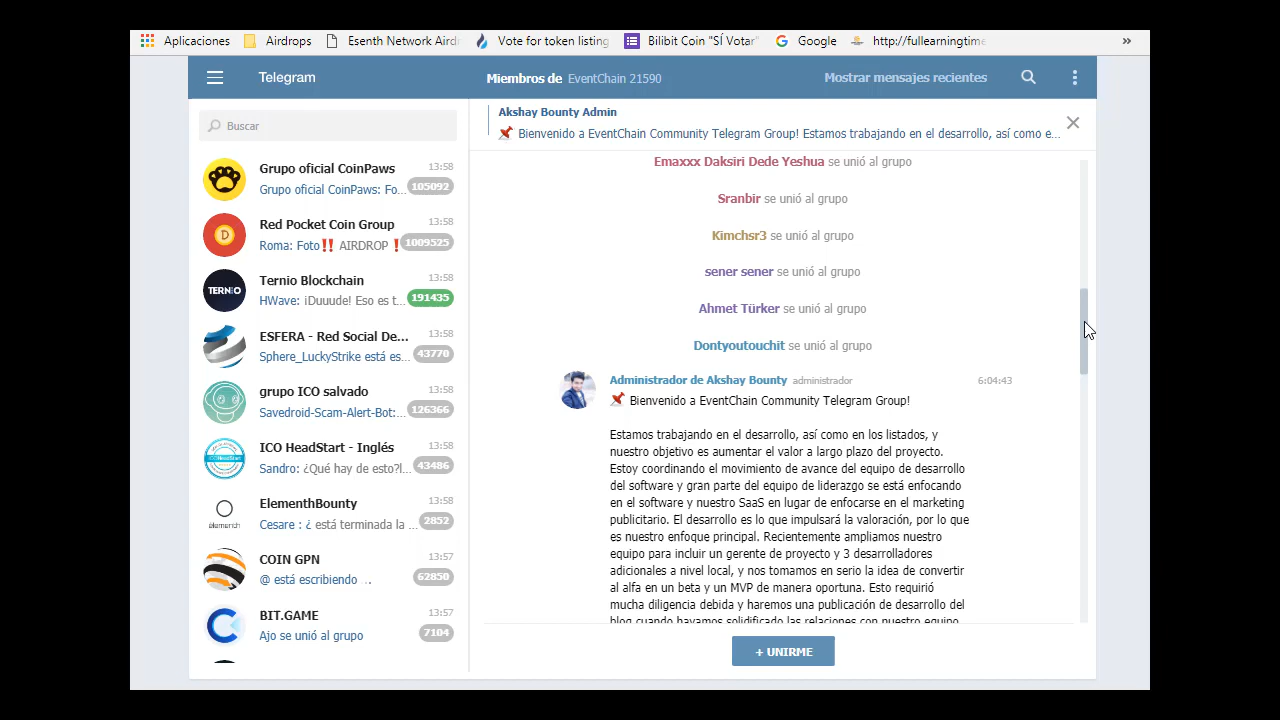 Aplicaciones Airdrops Esenth Network Airdr Vote for token listing Bilibit Coin "SÍ Votar" Google http://fullearningtime »
Telegram
Miembros de EventChain 21590
Mostrar mensajes recientes
Buscar
Grupo oficial CoinPaws 13:58
Grupo oficial CoinPaws: Fo... 105092
Red Pocket Coin Group 13:58
Roma: Foto‼️ AIRDROP ❗ 1009525
Ternio Blockchain 13:58
TERNIO
HWave: ¡Duuude! Eso es t... 191435
ESFERA - Red Social De... 13:58
Sphere_LuckyStrike está es... 43770
grupo ICO salvado 13:58
Savedroid-Scam-Alert-Bot:... 126366
ICO HeadStart - Inglés 13:58
Sandro: ¿Qué hay de esto?l... 43486
ElementhBounty 13:58
Cesare : ¿ está terminada la ... 2852
COIN GPN 13:57
@ está escribiendo ... 62850
BIT.GAME 13:57
Ajo se unió al grupo 7104
Akshay Bounty Admin
📌 Bienvenido a EventChain Community Telegram Group! Estamos trabajando en el desarrollo, así como e...
Emaxxx Daksiri Dede Yeshua se unió al grupo
Sranbir se unió al grupo
Kimchsr3 se unió al grupo
sener sener se unió al grupo
Ahmet Türker se unió al grupo
Dontyoutouchit se unió al grupo
Administrador de Akshay Bounty administrador 6:04:43
📌 Bienvenido a EventChain Community Telegram Group!
Estamos trabajando en el desarrollo, así como en los listados, y
nuestro objetivo es aumentar el valor a largo plazo del proyecto.
Estoy coordinando el movimiento de avance del equipo de desarrollo
del software y gran parte del equipo de liderazgo se está enfocando
en el software y nuestro SaaS en lugar de enfocarse en el marketing
publicitario. El desarrollo es lo que impulsará la valoración, por lo que
es nuestro enfoque principal. Recientemente ampliamos nuestro
equipo para incluir un gerente de proyecto y 3 desarrolladores
adicionales a nivel local, y nos tomamos en serio la idea de convertir
al alfa en un beta y un MVP de manera oportuna. Esto requirió
mucha diligencia debida y haremos una publicación de desarrollo del
blog cuando hayamos solidificado las relaciones con nuestro equipo
+ UNIRME